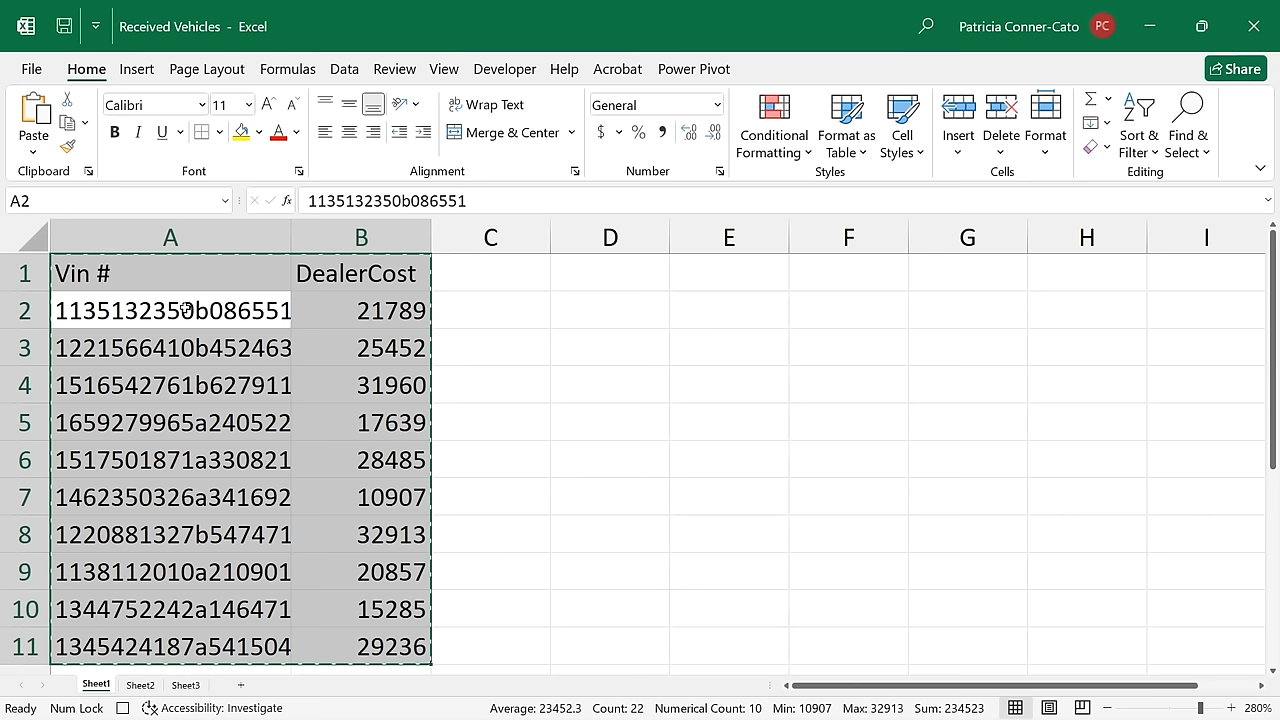 Received Vehicles - Excel
Patricia Conner-Cato PC
File Home Insert Page Layout Formulas Data Review View Developer Help Acrobat Power Pivot Share
Paste Calibri 11 A A Wrap Text General Conditional Formatting Format as Table Cell Styles Insert Delete Format Sort & Filter Find & Select
B I U A Merge & Center $ % ,
Clipboard Font Alignment Number Styles Cells Editing
A2 fx 1135132350b086551
A B C D E F G H I
1 Vin # DealerCost
2 1135132350b086551 21789
3 1221566410b452463 25452
4 1516542761b627911 31960
5 1659279965a240522 17639
6 1517501871a330821 28485
7 1462350326a341692 10907
8 1220881327b547471 32913
9 1138112010a210901 20857
10 1344752242a146471 15285
11 1345424187a541504 29236
Sheet1 Sheet2 Sheet3
Ready Num Lock Accessibility: Investigate Average: 23452.3 Count: 22 Numerical Count: 10 Min: 10907 Max: 32913 Sum: 234523 280%